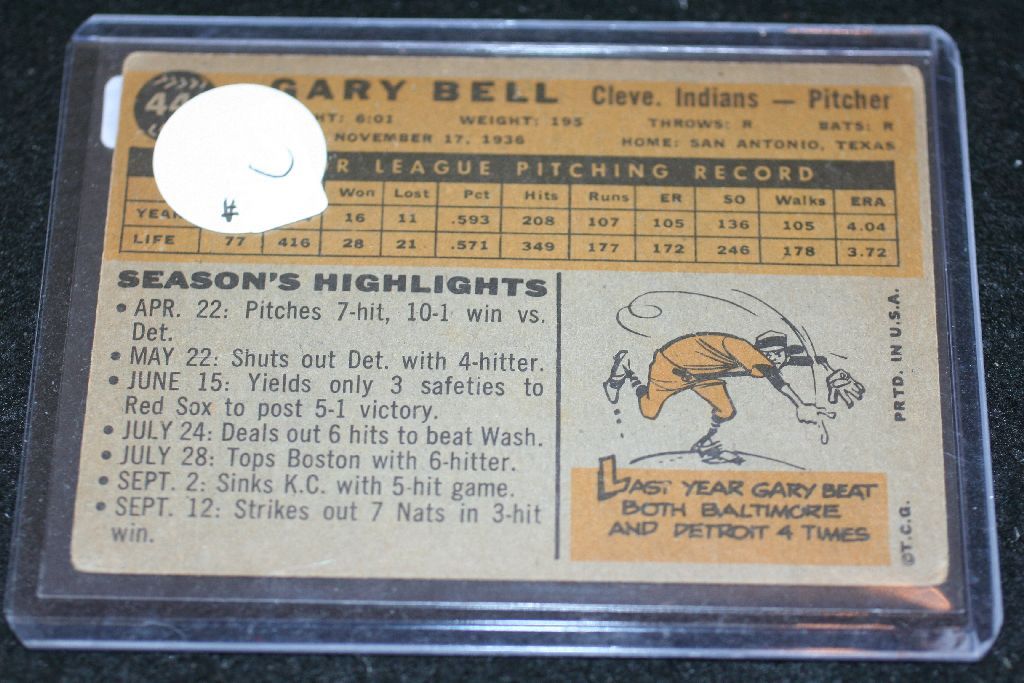 44
GARY BELL Cleve. Indians — Pitcher
HT: 6:01 WEIGHT: 195 THROWS: R BATS: R
NOVEMBER 17, 1936 HOME: SAN ANTONIO, TEXAS
R LEAGUE PITCHING RECORD
Won Lost Pct Hits Runs ER SO Walks ERA
YEAR 16 11 .593 208 107 105 136 105 4.04
LIFE 77 416 28 21 .571 349 177 172 246 178 3.72
#
SEASON'S HIGHLIGHTS
• APR. 22: Pitches 7-hit, 10-1 win vs.
Det.
• MAY 22: Shuts out Det. with 4-hitter.
• JUNE 15: Yields only 3 safeties to
Red Sox to post 5-1 victory.
• JULY 24: Deals out 6 hits to beat Wash.
• JULY 28: Tops Boston with 6-hitter.
• SEPT. 2: Sinks K.C. with 5-hit game.
• SEPT. 12: Strikes out 7 Nats in 3-hit
win.
LAST YEAR GARY BEAT
BOTH BALTIMORE
AND DETROIT 4 TIMES
PRTD. IN U.S.A.
©T.C.G.